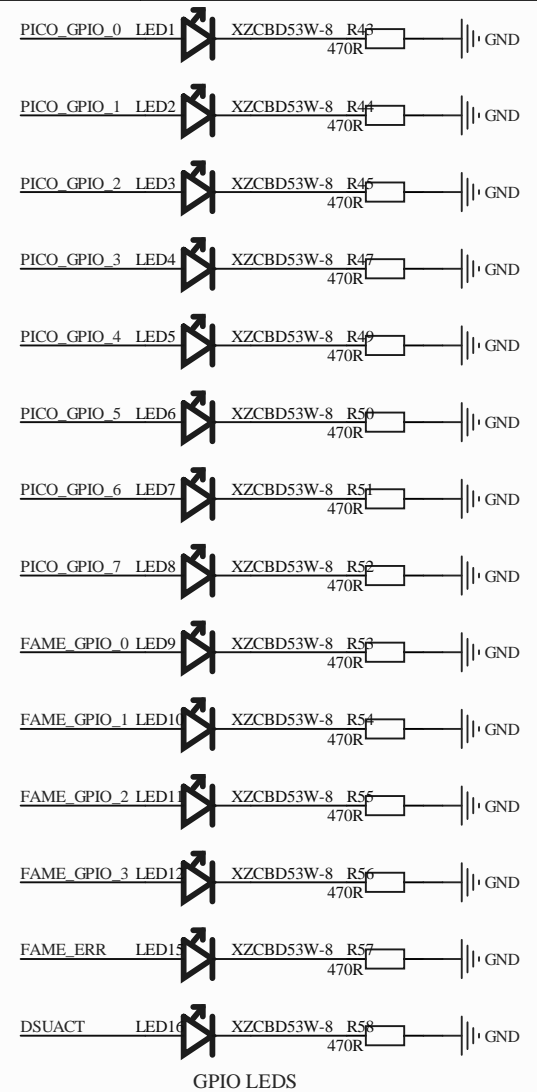 PICO_GPIO_0 LED1 XZCBD53W-8 R43
470R GND
PICO_GPIO_1 LED2 XZCBD53W-8 R44
470R GND
PICO_GPIO_2 LED3 XZCBD53W-8 R45
470R GND
PICO_GPIO_3 LED4 XZCBD53W-8 R47
470R GND
PICO_GPIO_4 LED5 XZCBD53W-8 R49
470R GND
PICO_GPIO_5 LED6 XZCBD53W-8 R50
470R GND
PICO_GPIO_6 LED7 XZCBD53W-8 R51
470R GND
PICO_GPIO_7 LED8 XZCBD53W-8 R52
470R GND
FAME_GPIO_0 LED9 XZCBD53W-8 R53
470R GND
FAME_GPIO_1 LED10 XZCBD53W-8 R54
470R GND
FAME_GPIO_2 LED11 XZCBD53W-8 R55
470R GND
FAME_GPIO_3 LED12 XZCBD53W-8 R56
470R GND
FAME_ERR LED15 XZCBD53W-8 R57
470R GND
DSUACT LED16 XZCBD53W-8 R58
470R GND
GPIO LEDS